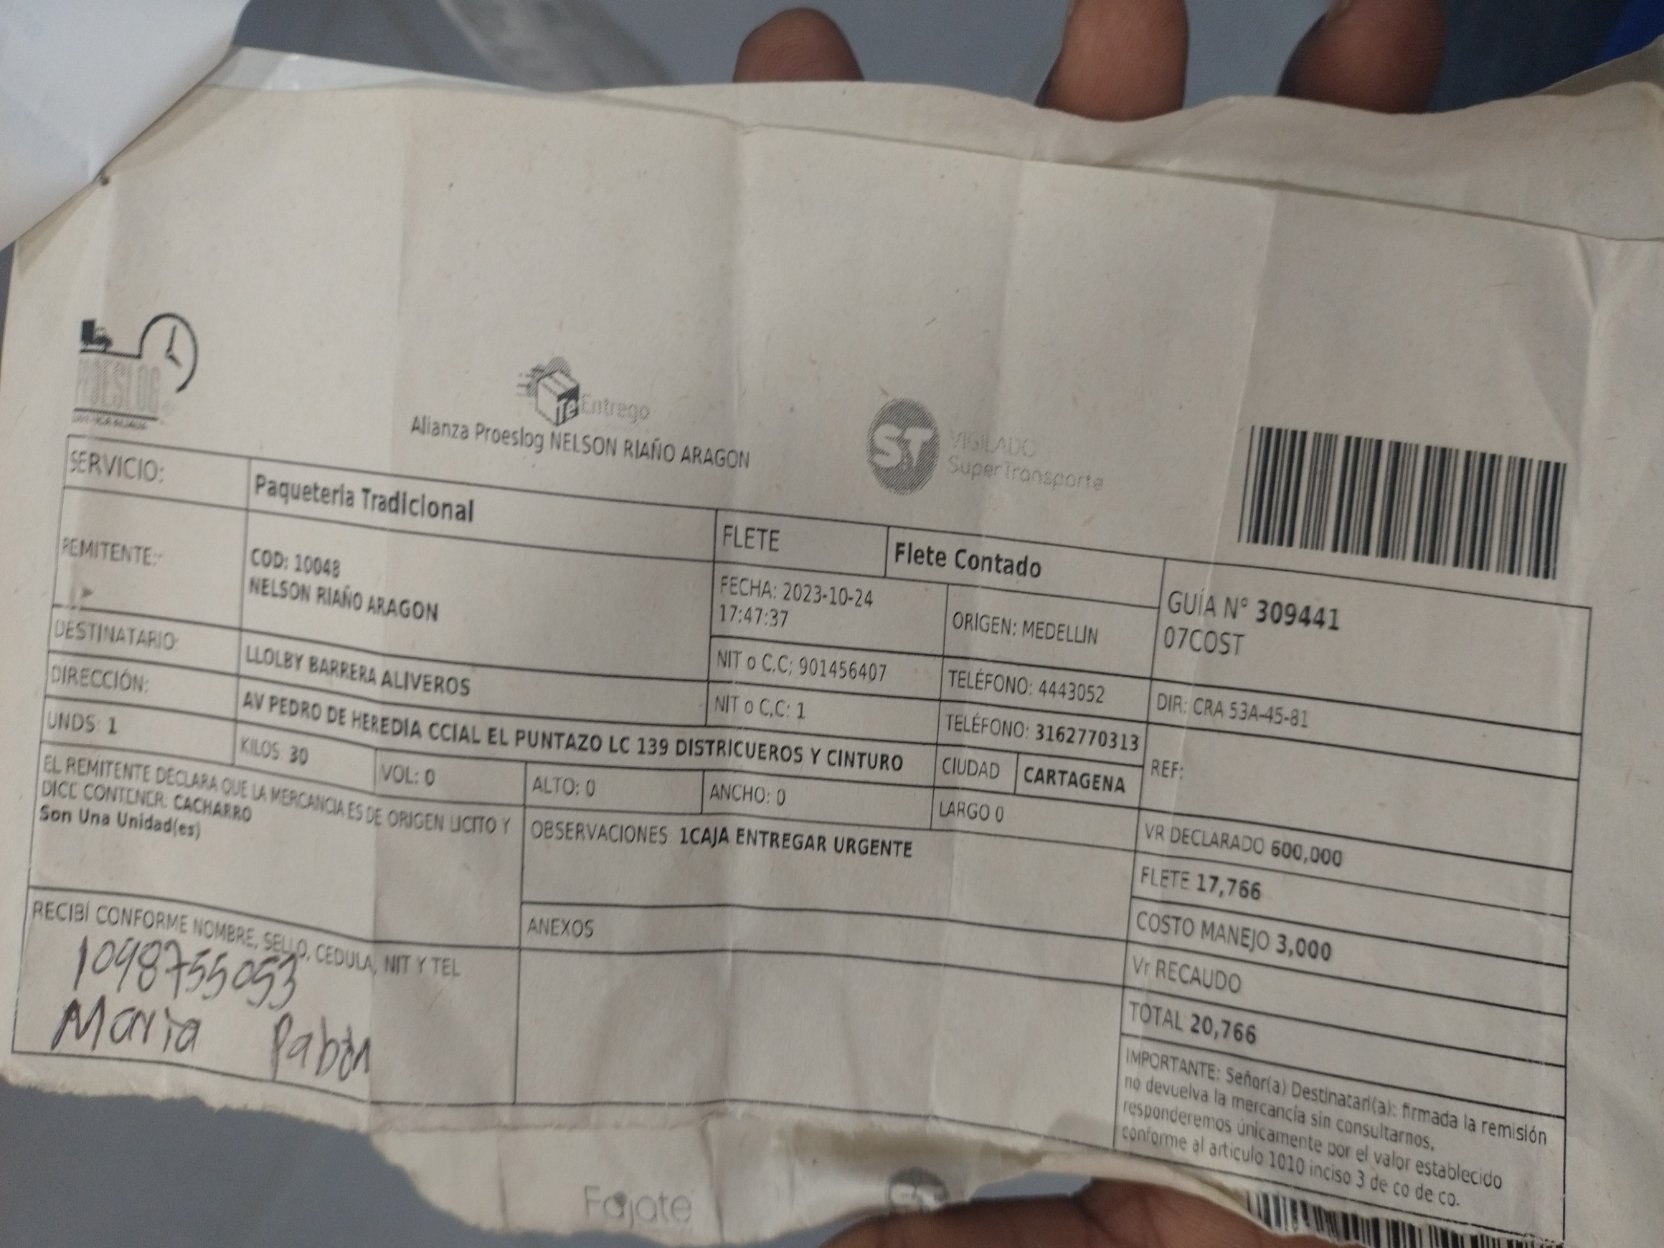 PROESLOG
te Entrego
Alianza Proeslog NELSON RIAÑO ARAGON
ST
VIGILADO
SuperTransporte
SERVICIO:
Paqueteria Tradicional
FLETE
Flete Contado
GUÍA N° 309441
07COST
REMITENTE:
COD: 10048
NELSON RIAÑO ARAGON
FECHA: 2023-10-24
17:47:37
ORIGEN: MEDELLIN
NIT o C.C: 901456407
TELÉFONO: 4443052
DIR: CRA 53A-45-81
DESTINATARIO:
LLOLBY BARRERA ALIVEROS
NIT o C.C: 1
TELÉFONO: 3162770313
REF:
DIRECCIÓN:
AV PEDRO DE HEREDIA CCIAL EL PUNTAZO LC 139 DISTRICUEROS Y CINTURO
CIUDAD
CARTAGENA
UNDS: 1
KILOS: 30
VOL: 0
ALTO: 0
ANCHO: 0
LARGO 0
VR DECLARADO 600,000
EL REMITENTE DECLARA QUE LA MERCANCIA ES DE ORIGEN LICITO Y
DICE CONTENER: CACHARRO
Son Una Unidad(es)
OBSERVACIONES 1CAJA ENTREGAR URGENTE
FLETE 17,766
COSTO MANEJO 3,000
ANEXOS
Vr RECAUDO
TOTAL 20,766
RECIBÍ CONFORME NOMBRE, SELLO, CEDULA, NIT Y TEL
1098755053
Maria Pabón
IMPORTANTE: Señor(a) Destinatari(a): firmada la remisión
no devuelva la mercancía sin consultarnos,
responderemos únicamente por el valor establecido
conforme al articulo 1010 inciso 3 de co de co.
Fajate